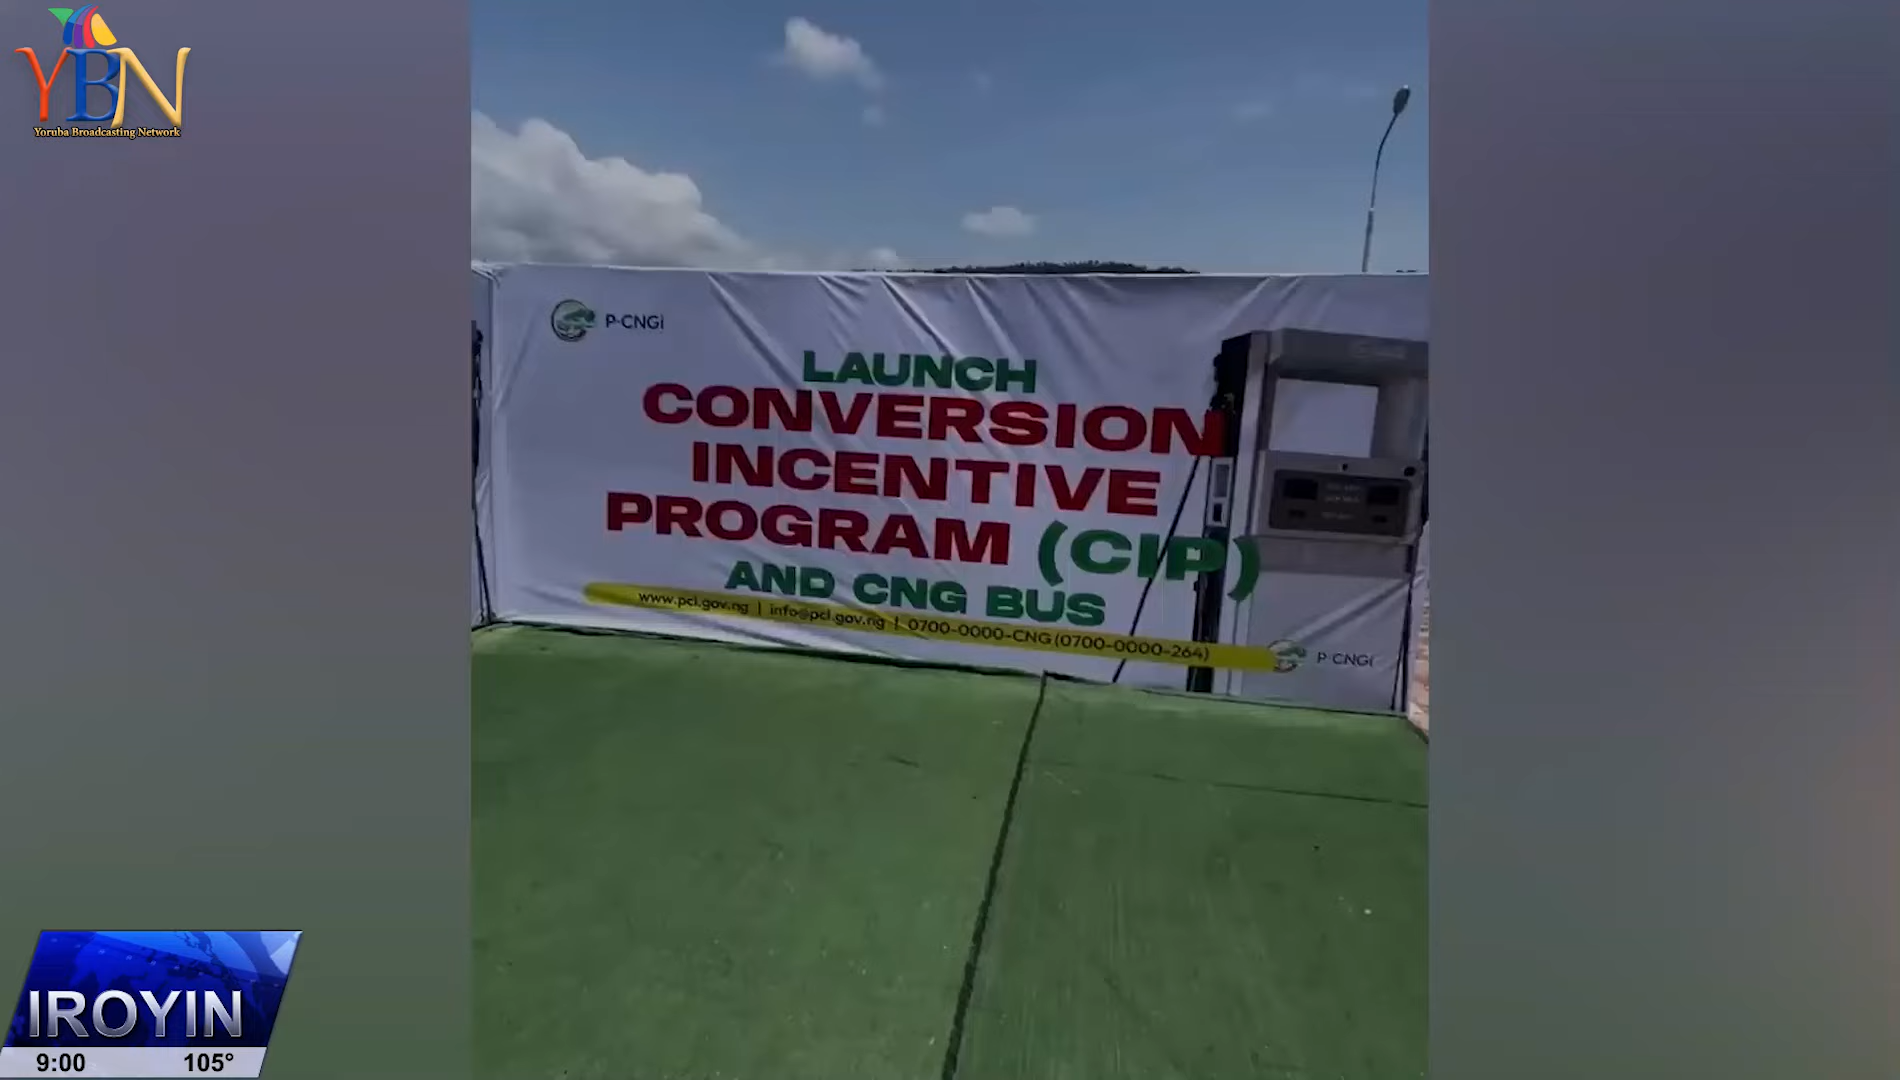 YBN
Yoruba Broadcasting Network
P-CNGi
LAUNCH
CONVERSION
INCENTIVE
PROGRAM (CIP)
AND CNG BUS
www.pci.gov.ng | info@pci.gov.ng | 0700-0000-CNG (0700-0000-264)
P-CNGi
IROYIN
9:00 105°